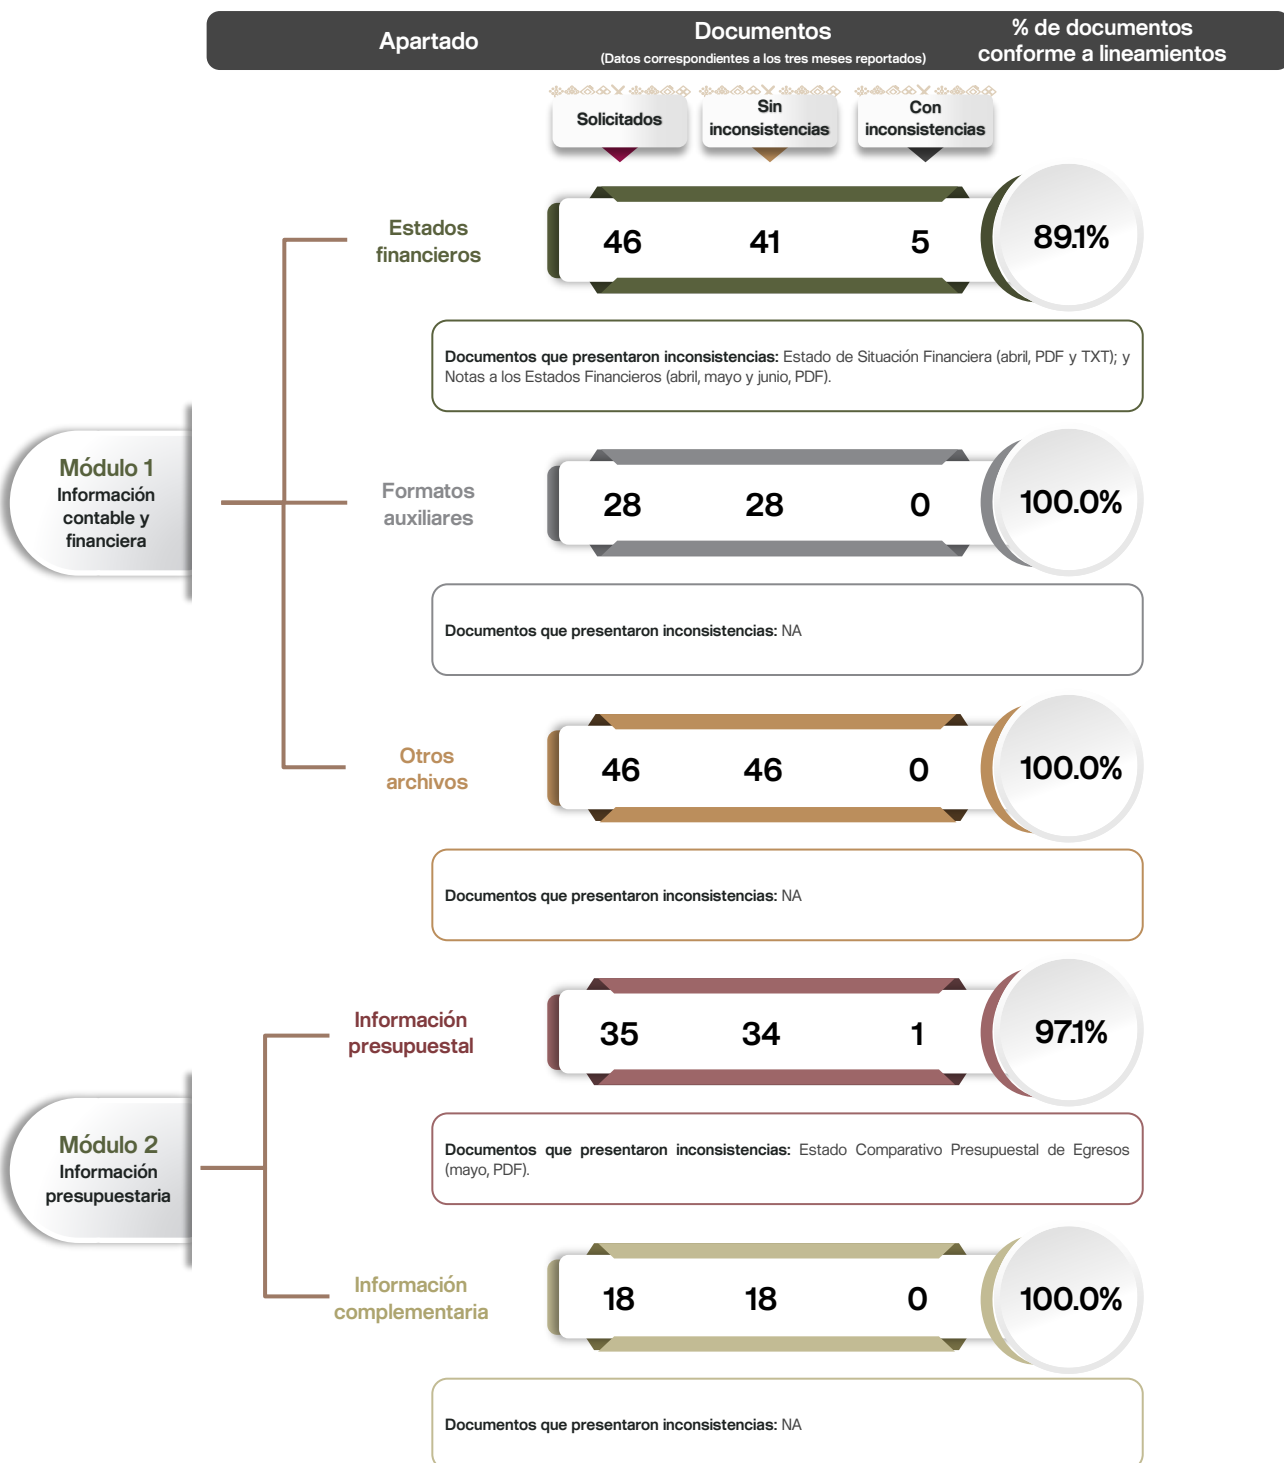 Apartado
Documentos
(Datos correspondientes a los tres meses reportados)
% de documentos
conforme a lineamientos
Solicitados
Sin
inconsistencias
Con
inconsistencias
Módulo 1
Información
contable y
financiera
Estados
financieros
46 41 5 89.1%
Documentos que presentaron inconsistencias: Estado de Situación Financiera (abril, PDF y TXT); y
Notas a los Estados Financieros (abril, mayo y junio, PDF).
Formatos
auxiliares
28 28 0 100.0%
Documentos que presentaron inconsistencias: NA
Otros
archivos
46 46 0 100.0%
Documentos que presentaron inconsistencias: NA
Módulo 2
Información
presupuestaria
Información
presupuestal
35 34 1 97.1%
Documentos que presentaron inconsistencias: Estado Comparativo Presupuestal de Egresos
(mayo, PDF).
Información
complementaria
18 18 0 100.0%
Documentos que presentaron inconsistencias: NA